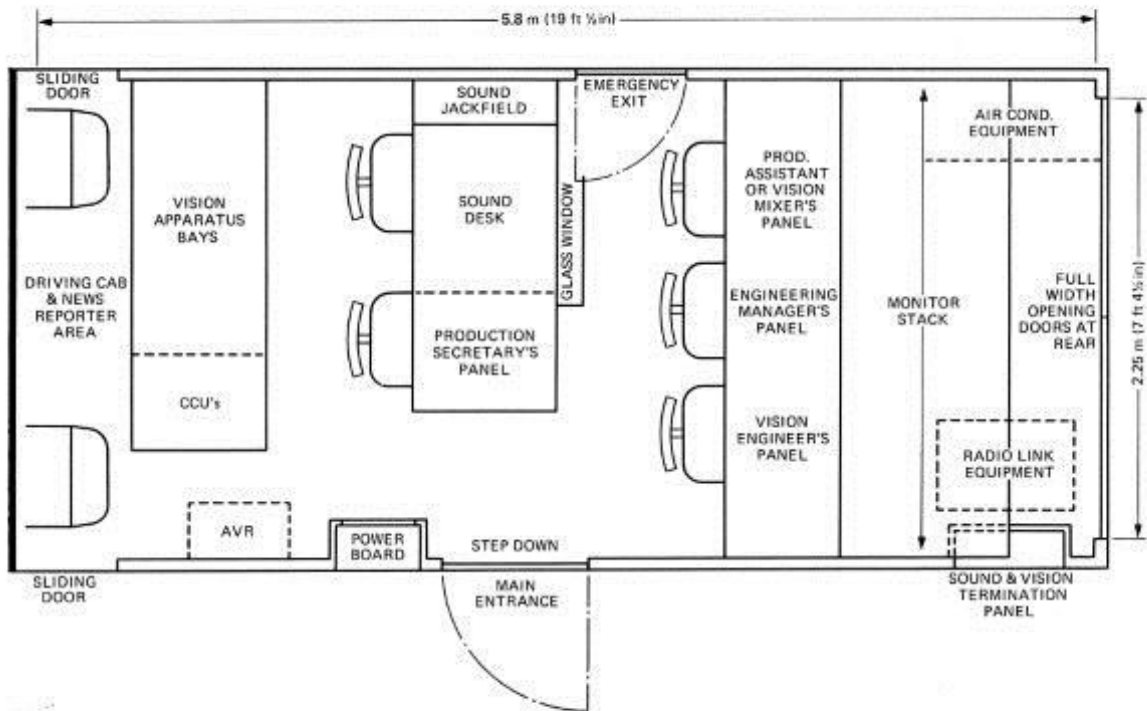 5.8 m (19 ft ½ in)
SLIDING
DOOR
SOUND
JACKFIELD
EMERGENCY
EXIT
AIR COND.
EQUIPMENT
VISION
APPARATUS
BAYS
SOUND
DESK
GLASS WINDOW
PROD.
ASSISTANT
OR VISION
MIXER'S
PANEL
DRIVING CAB
& NEWS
REPORTER
AREA
PRODUCTION
SECRETARY'S
PANEL
ENGINEERING
MANAGER'S
PANEL
MONITOR
STACK
FULL
WIDTH
OPENING
DOORS AT
REAR
2.25 m (7 ft 4½ in)
CCU's
VISION
ENGINEER'S
PANEL
RADIO LINK
EQUIPMENT
AVR
POWER
BOARD
STEP DOWN
SLIDING
DOOR
MAIN
ENTRANCE
SOUND & VISION
TERMINATION
PANEL